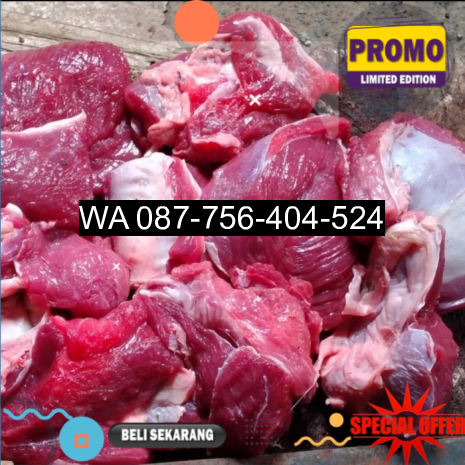 PROMO
LIMITED EDITION
WA 087-756-404-524
BELI SEKARANG
SPECIAL OFFER